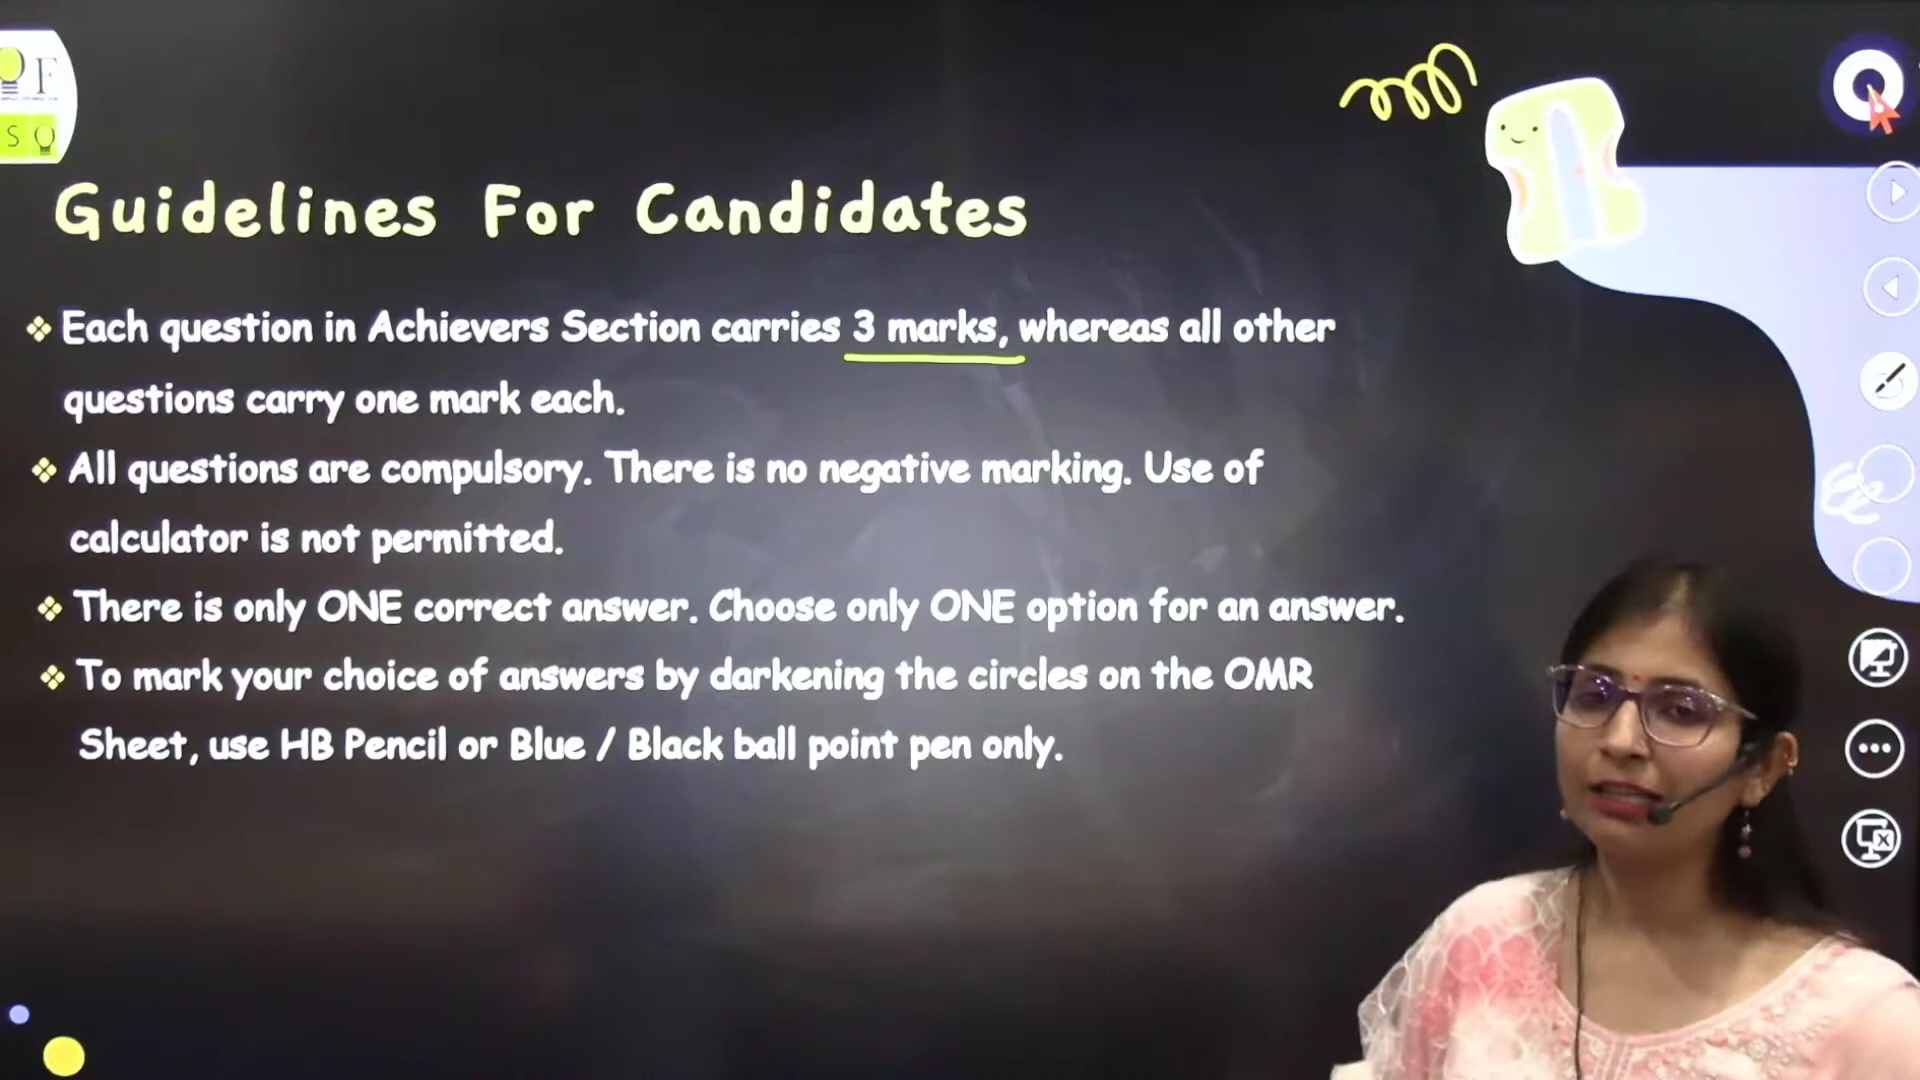 OF
SO
Guidelines For Candidates
❖ Each question in Achievers Section carries 3 marks, whereas all other
questions carry one mark each.
❖ All questions are compulsory. There is no negative marking. Use of
calculator is not permitted.
❖ There is only ONE correct answer. Choose only ONE option for an answer.
❖ To mark your choice of answers by darkening the circles on the OMR
Sheet, use HB Pencil or Blue / Black ball point pen only.